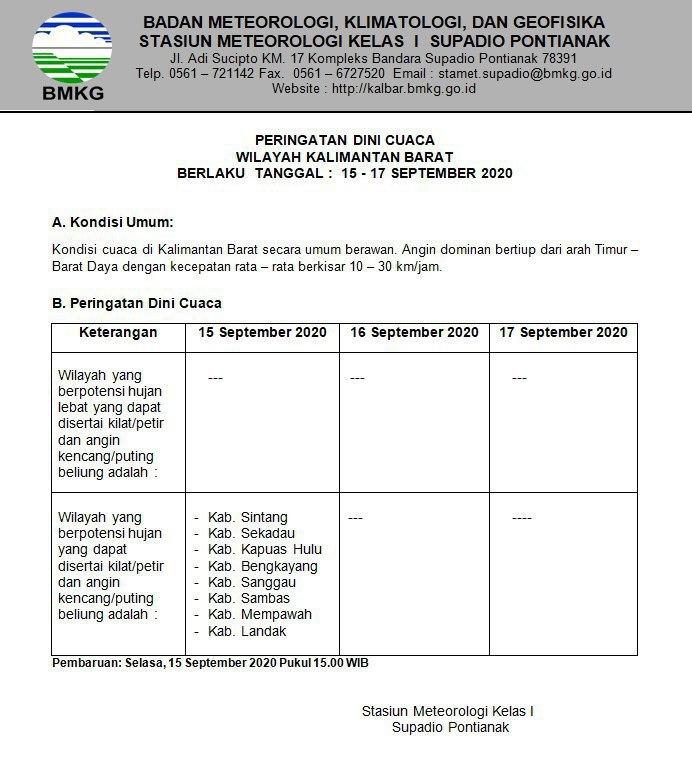 BADAN METEOROLOGI, KLIMATOLOGI, DAN GEOFISIKA
STASIUN METEOROLOGI KELAS I SUPADIO PONTIANAK
Jl. Adi Sucipto KM. 17 Kompleks Bandara Supadio Pontianak 78391
Telp. 0561 – 721142 Fax. 0561 – 6727520 Email : stamet.supadio@bmkg.go.id
Website : http://kalbar.bmkg.go.id
BMKG
PERINGATAN DINI CUACA
WILAYAH KALIMANTAN BARAT
BERLAKU TANGGAL : 15 - 17 SEPTEMBER 2020
A. Kondisi Umum:
Kondisi cuaca di Kalimantan Barat secara umum berawan. Angin dominan bertiup dari arah Timur –
Barat Daya dengan kecepatan rata – rata berkisar 10 – 30 km/jam.
B. Peringatan Dini Cuaca
Keterangan 15 September 2020 16 September 2020 17 September 2020
Wilayah yang
berpotensi hujan
lebat yang dapat
disertai kilat/petir
dan angin
kencang/puting
beliung adalah :
--- --- ---
Wilayah yang
berpotensi hujan
yang dapat
disertai kilat/petir
dan angin
kencang/puting
beliung adalah :
- Kab. Sintang
- Kab. Sekadau
- Kab. Kapuas Hulu
- Kab. Bengkayang
- Kab. Sanggau
- Kab. Sambas
- Kab. Mempawah
- Kab. Landak
--- ----
Pembaruan: Selasa, 15 September 2020 Pukul 15.00 WIB
Stasiun Meteorologi Kelas I
Supadio Pontianak